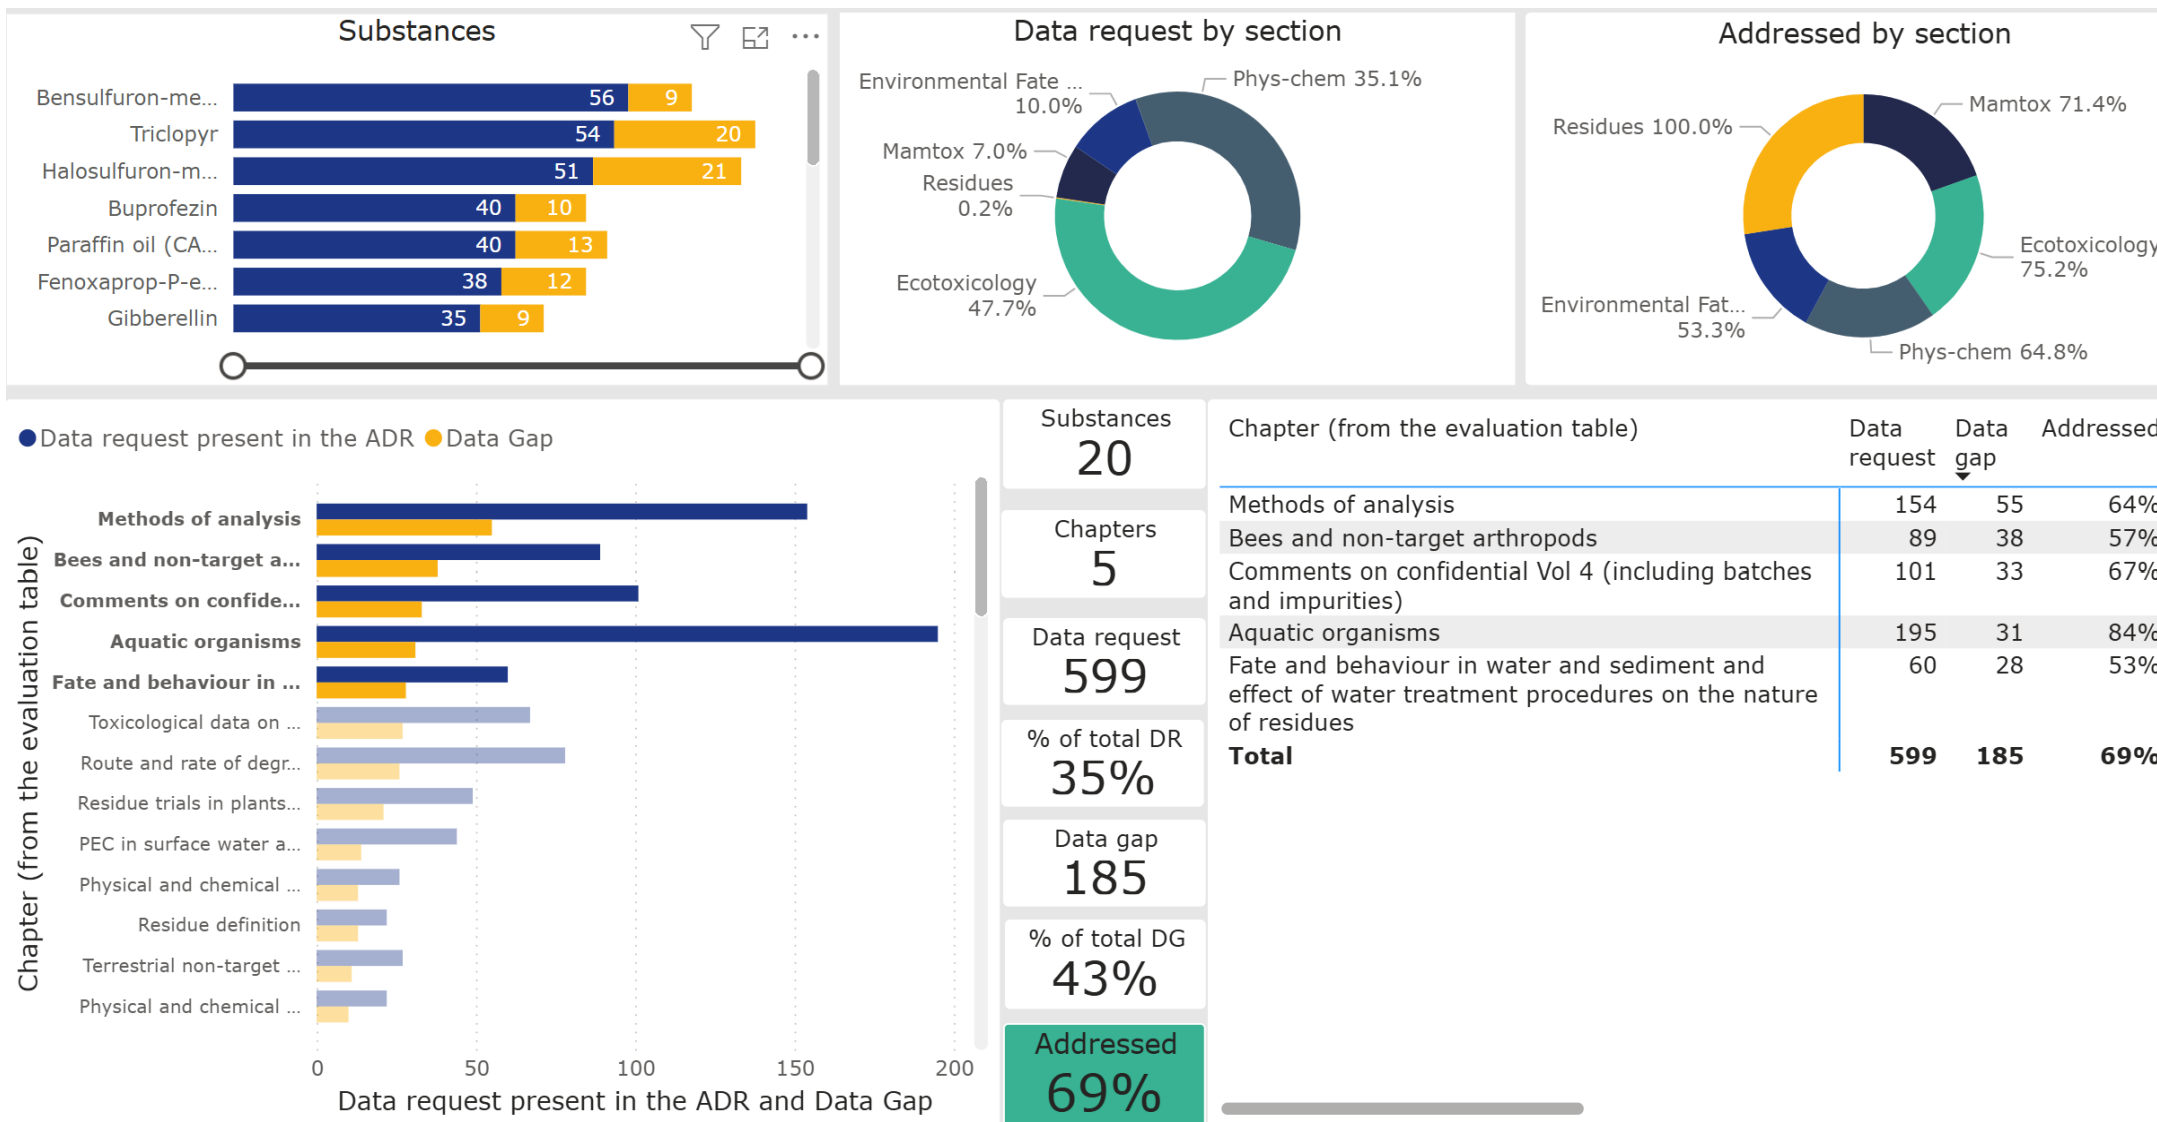 Substances
Bensulfuron-me... 56 9
Triclopyr 54 20
Halosulfuron-m... 51 21
Buprofezin 40 10
Paraffin oil (CA... 40 13
Fenoxaprop-P-e... 38 12
Gibberellin 35 9
Data request by section
Environmental Fate ...
10.0%
Phys-chem 35.1%
Mamtox 7.0%
Residues
0.2%
Ecotoxicology
47.7%
Addressed by section
Mamtox 71.4%
Residues 100.0%
Ecotoxicology
75.2%
Environmental Fat...
53.3%
Phys-chem 64.8%
Data request present in the ADR Data Gap
Chapter (from the evaluation table)
Methods of analysis
Bees and non-target a...
Comments on confide...
Aquatic organisms
Fate and behaviour in ...
Toxicological data on ...
Route and rate of degr...
Residue trials in plants...
PEC in surface water a...
Physical and chemical ...
Residue definition
Terrestrial non-target ...
Physical and chemical ...
0 50 100 150 200
Data request present in the ADR and Data Gap
Substances
20
Chapters
5
Data request
599
% of total DR
35%
Data gap
185
% of total DG
43%
Addressed
69%
Chapter (from the evaluation table) Data request Data gap Addressed
Methods of analysis 154 55 64%
Bees and non-target arthropods 89 38 57%
Comments on confidential Vol 4 (including batches 101 33 67%
and impurities)
Aquatic organisms 195 31 84%
Fate and behaviour in water and sediment and 60 28 53%
effect of water treatment procedures on the nature
of residues
Total 599 185 69%